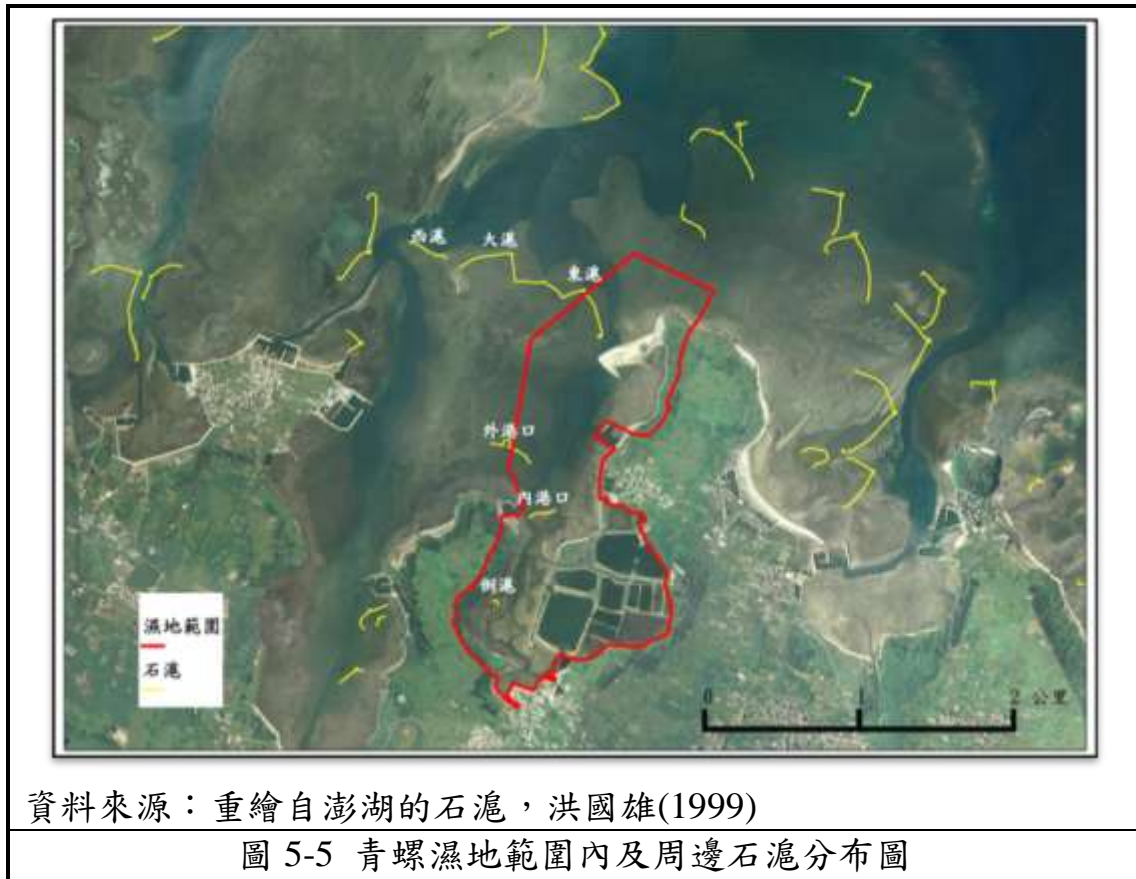 西滬
大滬
東滬
外港口
內港口
倒滬
濕地範圍
石滬
0 1 2 公里
資料來源：重繪自澎湖的石滬，洪國雄(1999)
圖 5-5 青螺濕地範圍內及周邊石滬分布圖